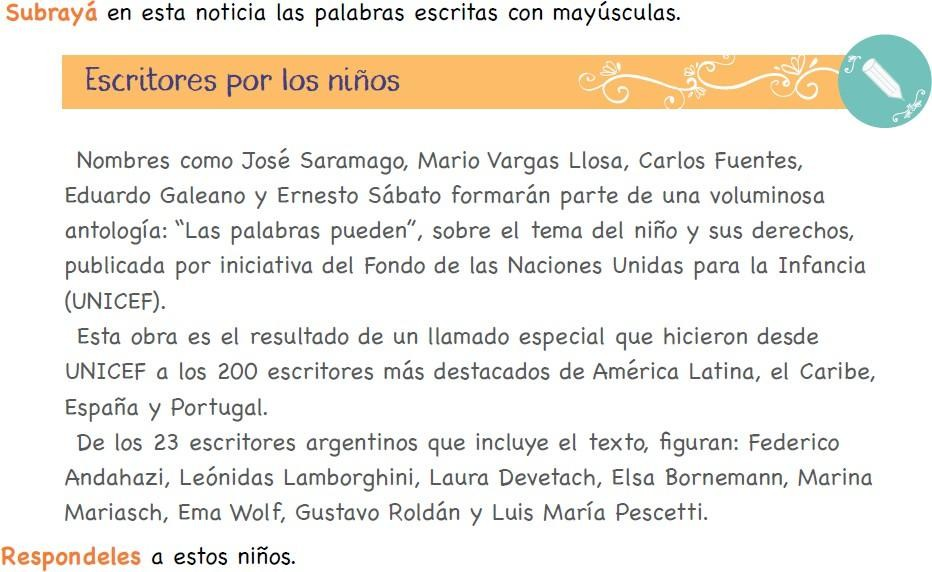 Subrayá en esta noticia las palabras escritas con mayúsculas.
Escritores por los niños
Nombres como José Saramago, Mario Vargas Llosa, Carlos Fuentes,
Eduardo Galeano y Ernesto Sábato formarán parte de una voluminosa
antología: “Las palabras pueden”, sobre el tema del niño y sus derechos,
publicada por iniciativa del Fondo de las Naciones Unidas para la Infancia
(UNICEF).
Esta obra es el resultado de un llamado especial que hicieron desde
UNICEF a los 200 escritores más destacados de América Latina, el Caribe,
España y Portugal.
De los 23 escritores argentinos que incluye el texto, figuran: Federico
Andahazi, Leónidas Lamborghini, Laura Devetach, Elsa Bornemann, Marina
Mariasch, Ema Wolf, Gustavo Roldán y Luis María Pescetti.
Respondeles a estos niños.